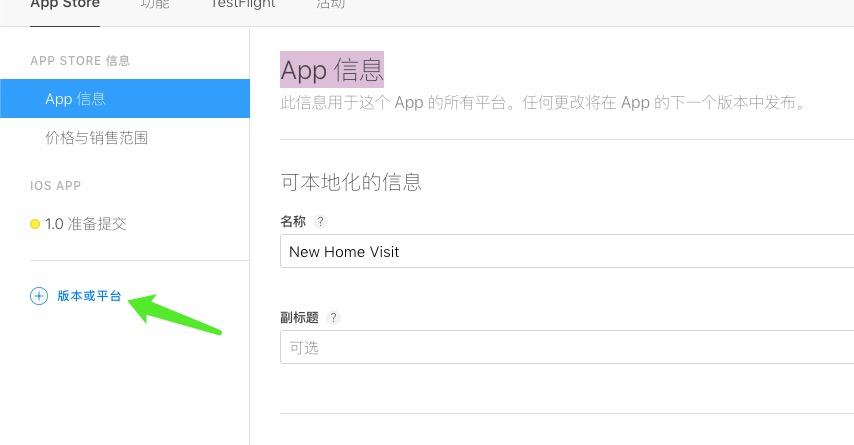 App Store 功能 TestFlight 活动
APP STORE 信息
App 信息
价格与销售范围
IOS APP
1.0 准备提交
版本或平台
App 信息
此信息用于这个 App 的所有平台。任何更改将在 App 的下一个版本中发布。
可本地化的信息
名称 ?
New Home Visit
副标题 ?
可选